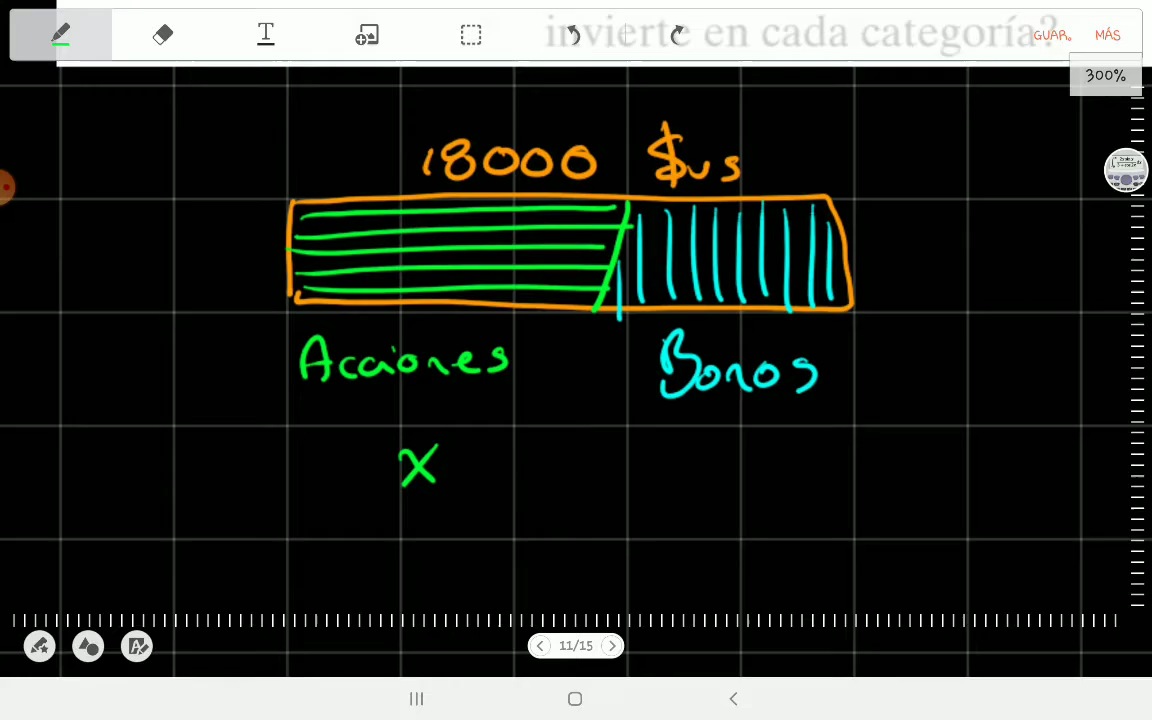 invierte en cada categoría?
T
GUAR.
MÁS
300%
18000 $us
Acciones
Bonos
X
11/15